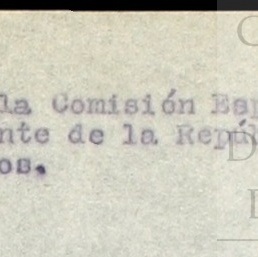 la Comisión Esp
nte de la Repú
os.